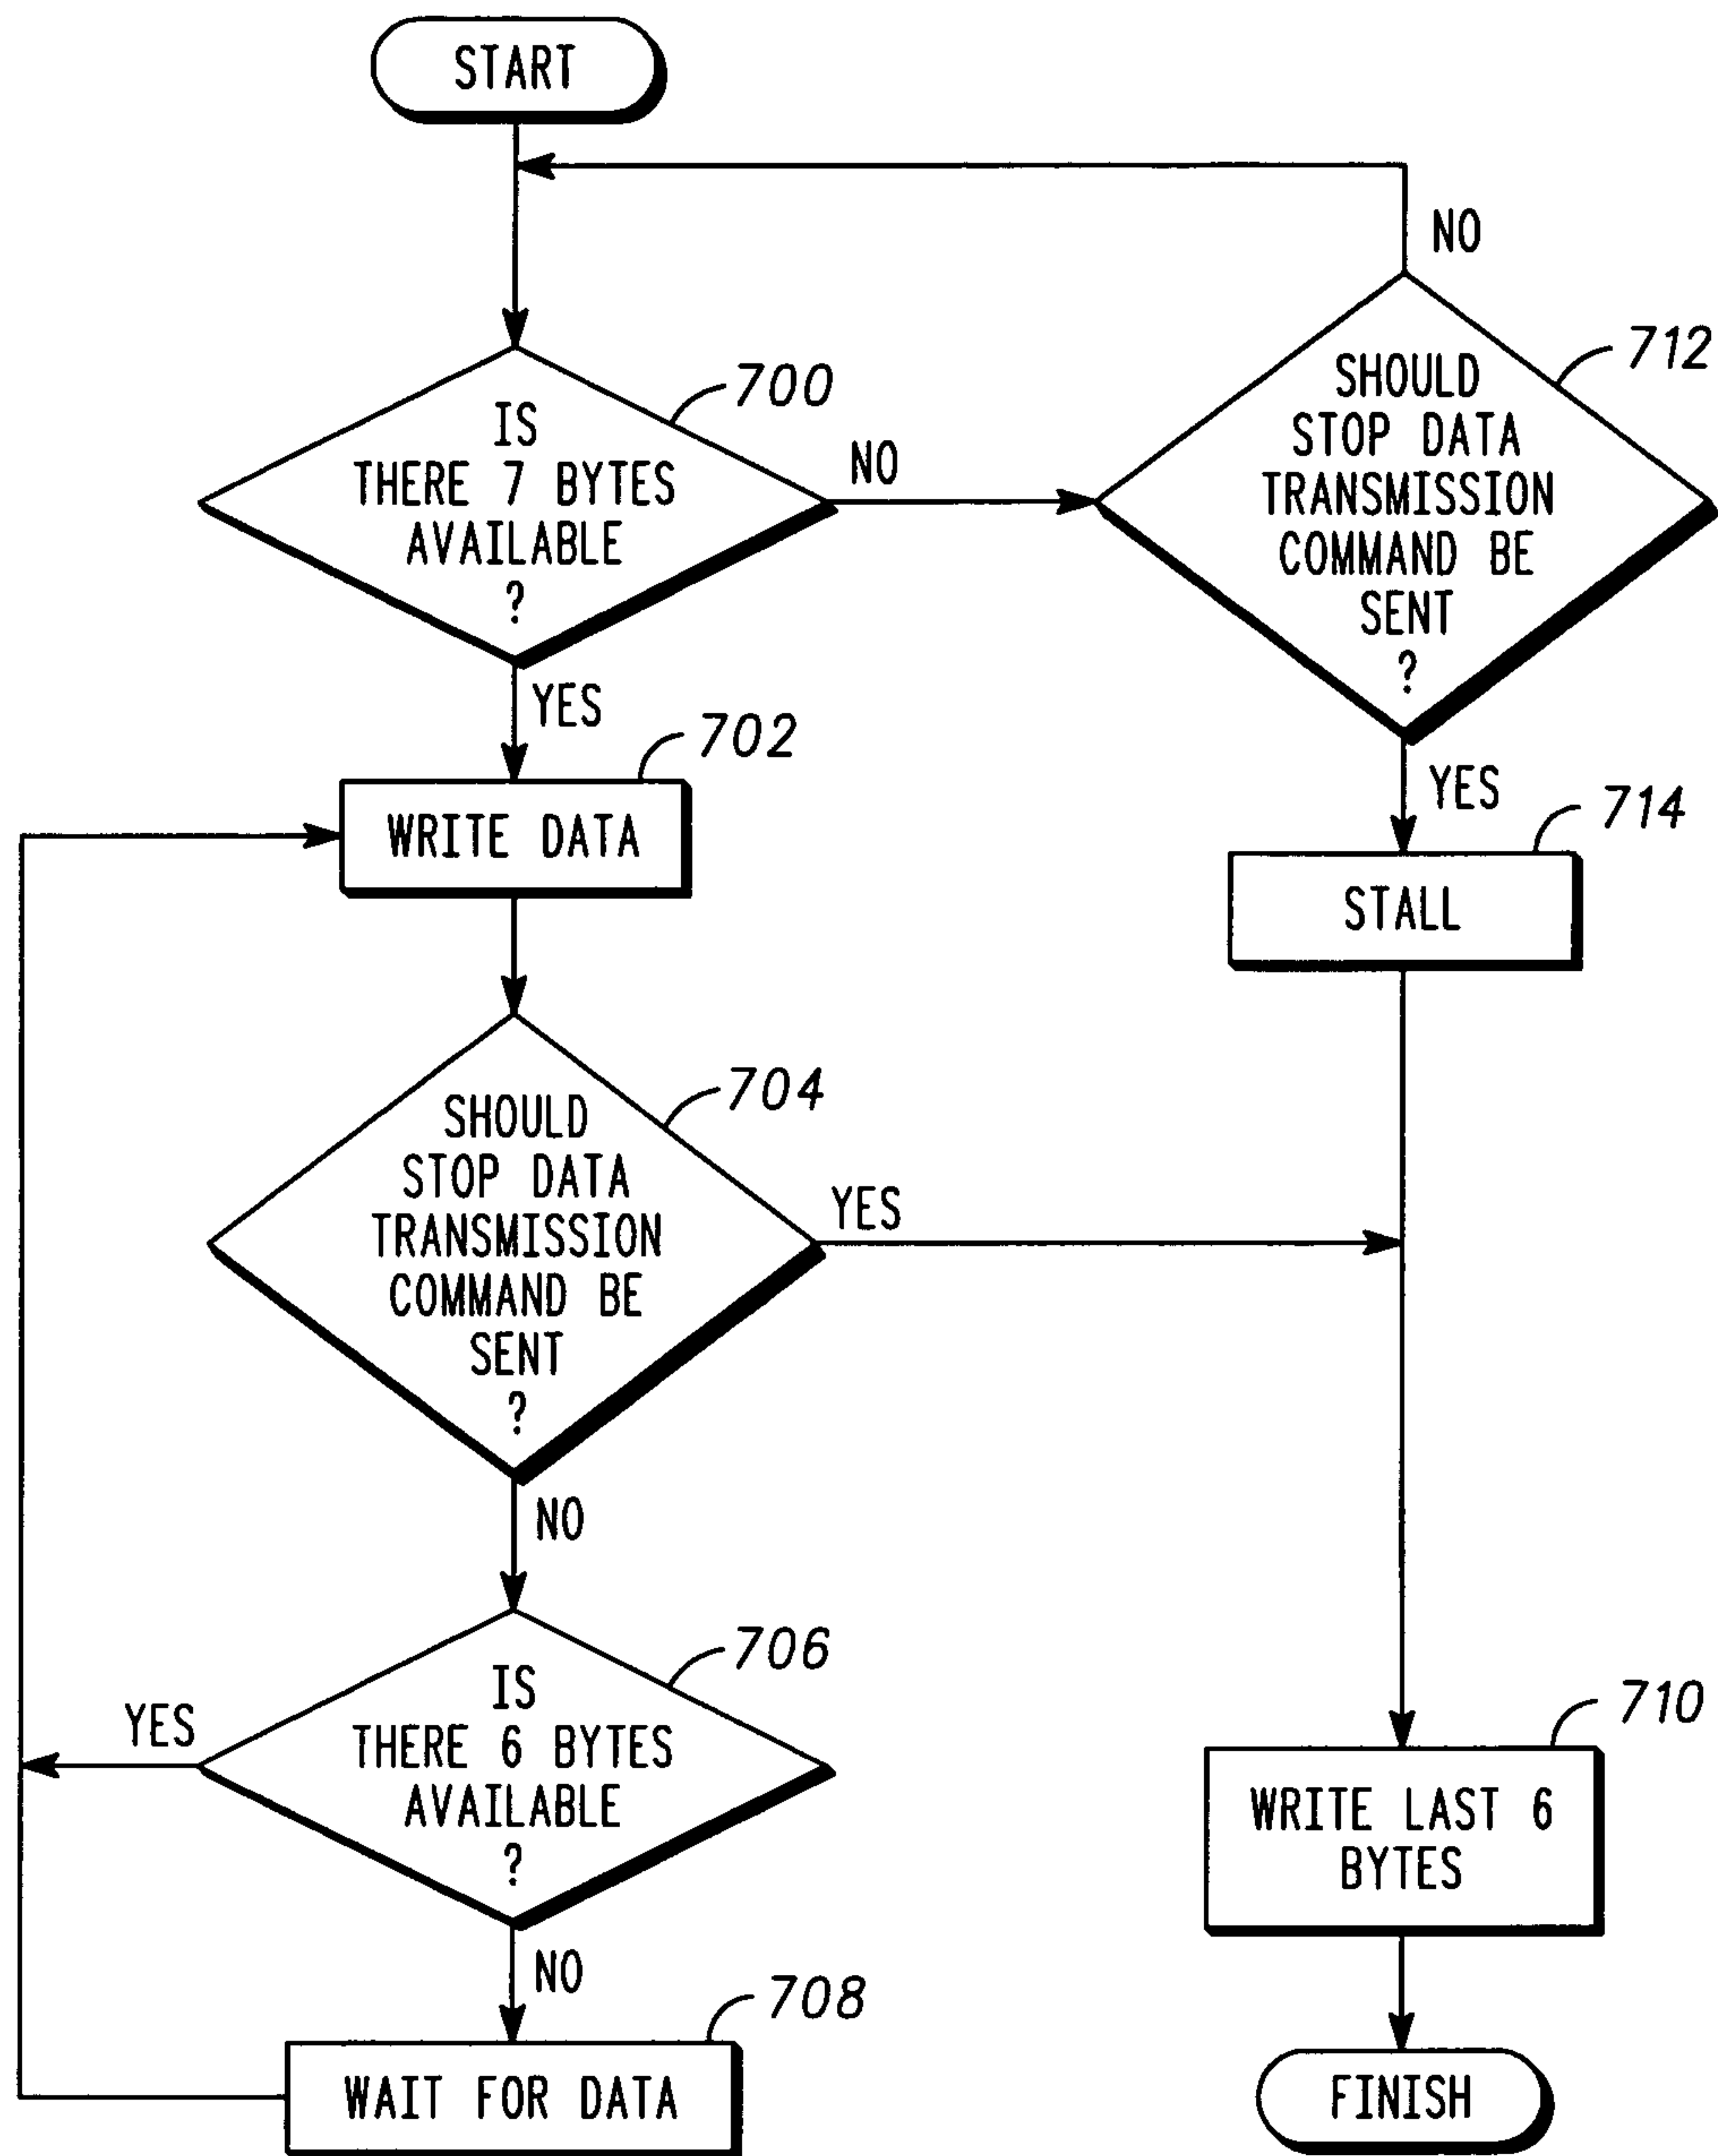 START
NO
700
IS
THERE 7 BYTES
AVAILABLE
?
NO
712
SHOULD
STOP DATA
TRANSMISSION
COMMAND BE
SENT
?
YES
702
WRITE DATA
YES
714
STALL
704
SHOULD
STOP DATA
TRANSMISSION
COMMAND BE
SENT
?
YES
NO
706
IS
THERE 6 BYTES
AVAILABLE
?
YES
NO
708
WAIT FOR DATA
710
WRITE LAST 6
BYTES
FINISH